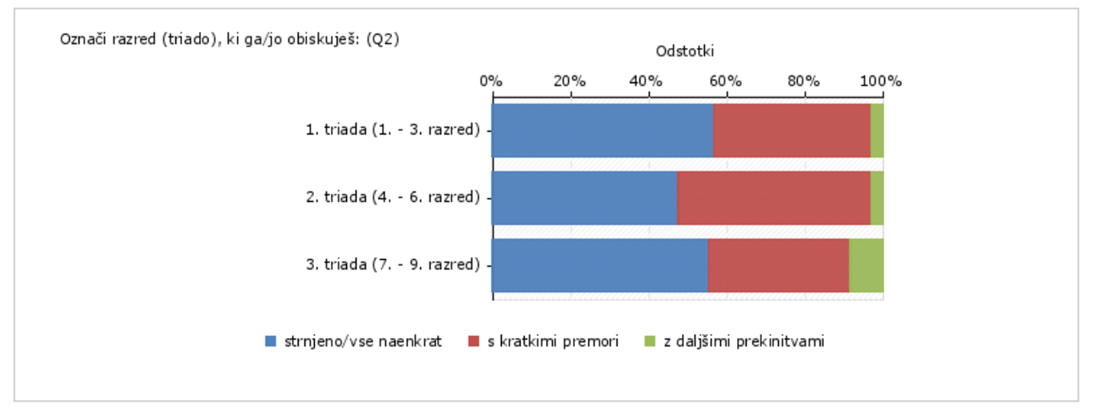 Označi razred (triado), ki ga/jo obiskuješ: (Q2)
Odstotki
0% 20% 40% 60% 80% 100%
1. triada (1. - 3. razred)
2. triada (4. - 6. razred)
3. triada (7. - 9. razred)
strnjeno/vse naenkrat s kratkimi premori z daljšimi prekinitvami